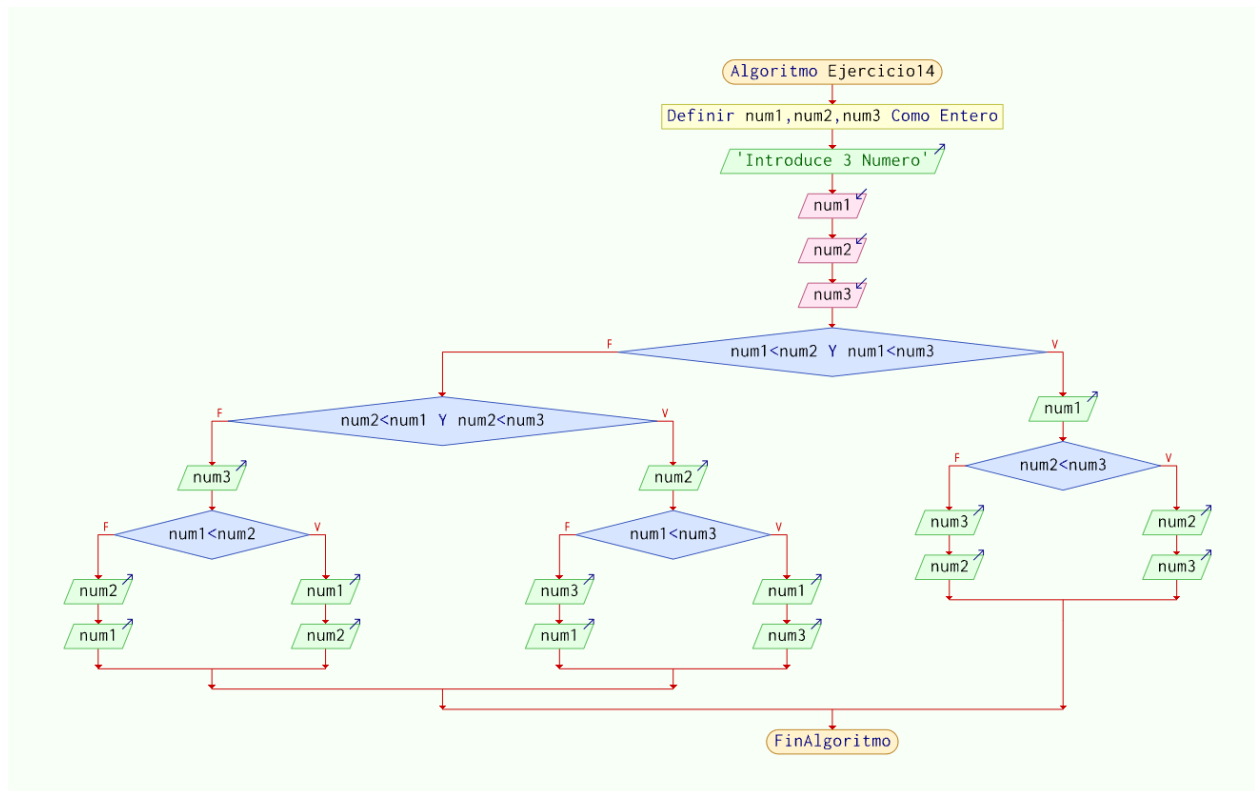 Algoritmo Ejercicio14
Definir num1,num2,num3 Como Entero
'Introduce 3 Numero'
num1
num2
num3
num1<num2 Y num1<num3
F
V
num2<num1 Y num2<num3
F
V
num3
num1<num2
F
V
num2
num1
num1
num2
num2
num1<num3
F
V
num3
num1
num1
num3
num1
num2<num3
F
V
num3
num2
num2
num3
FinAlgoritmo